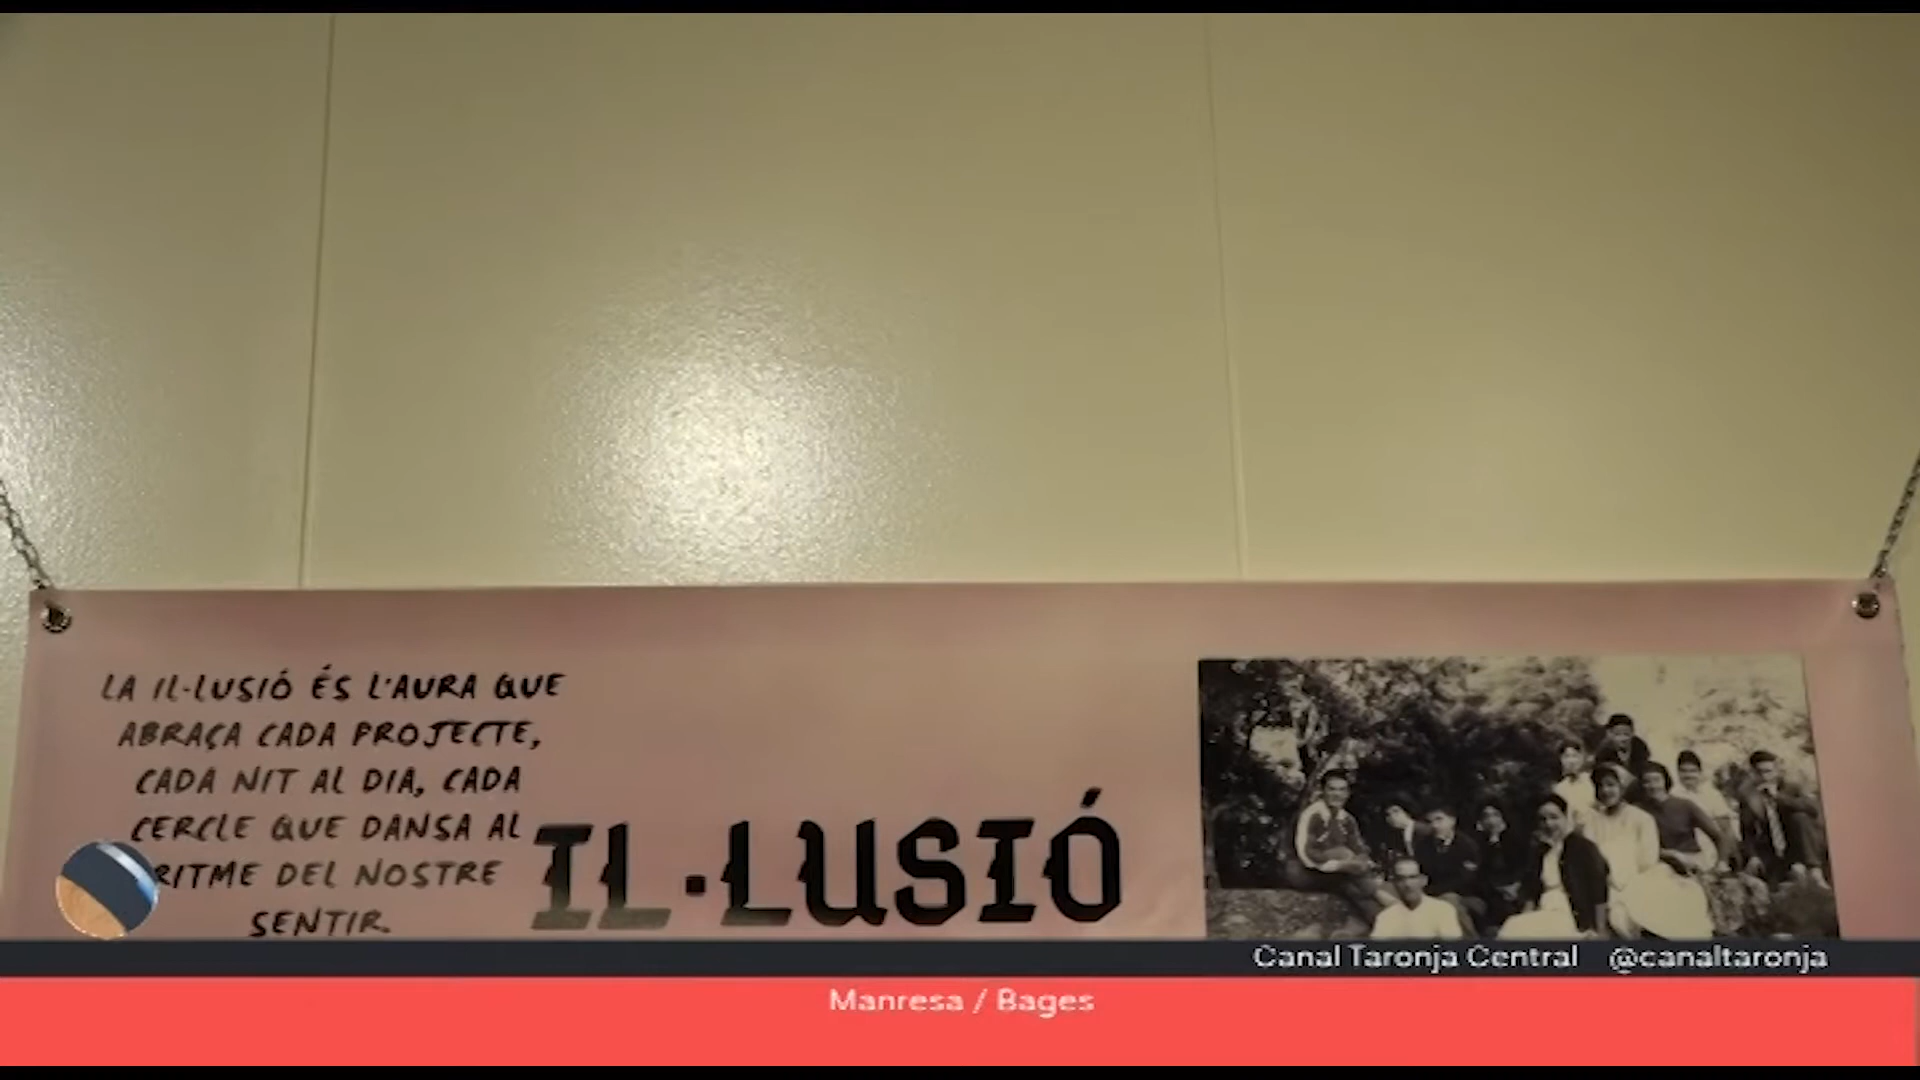 LA IL·LUSIÓ ÉS L'AURA QUE
ABRAÇA CADA PROJECTE,
CADA NIT AL DIA, CADA
CERCLE QUE DANSA AL
RITME DEL NOSTRE
SENTIR.
IL·LUSIÓ
Canal Taronja Central @canaltaronja
Manresa / Bages